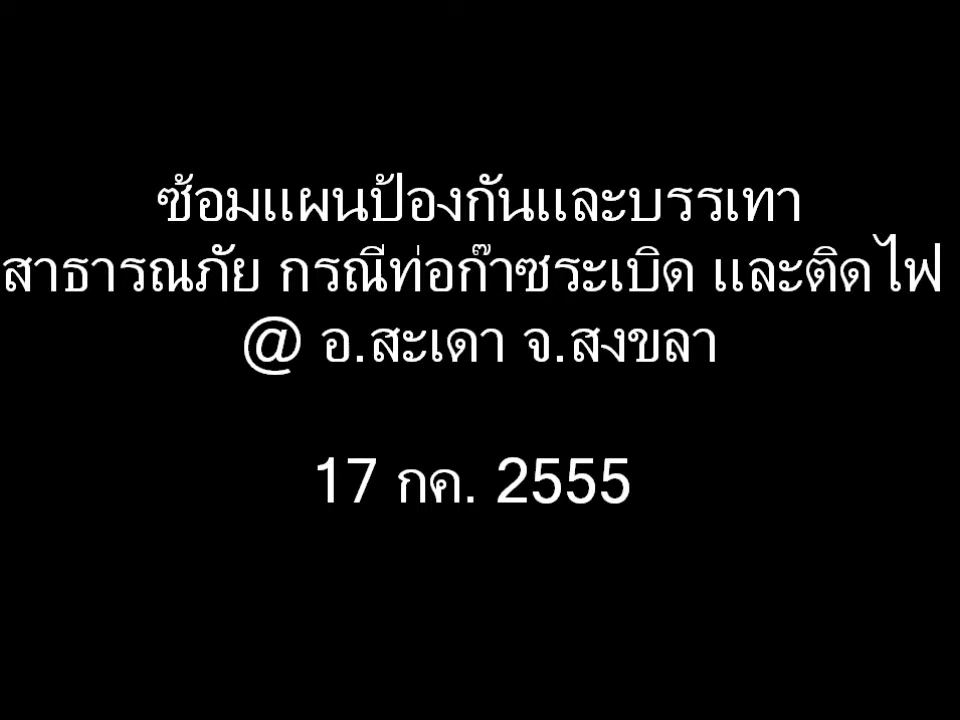 ซ้อมแผนป้องกันและบรรเทา
สาธารณภัย กรณีท่อก๊าซระเบิด และติดไฟ
@ อ.สะเดา จ.สงขลา
17 กค. 2555